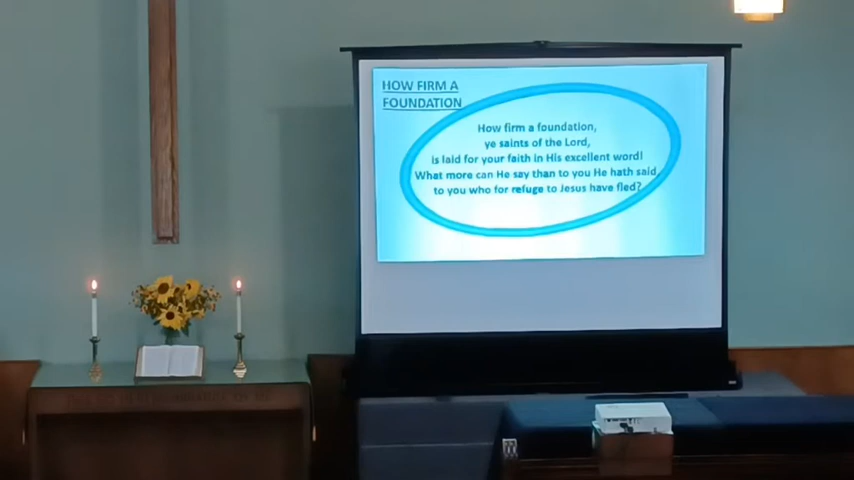 HOW FIRM A
FOUNDATION
How firm a foundation,
ye saints of the Lord,
is laid for your faith in His excellent word!
What more can He say than to you He hath said,
to you who for refuge to Jesus have fled?